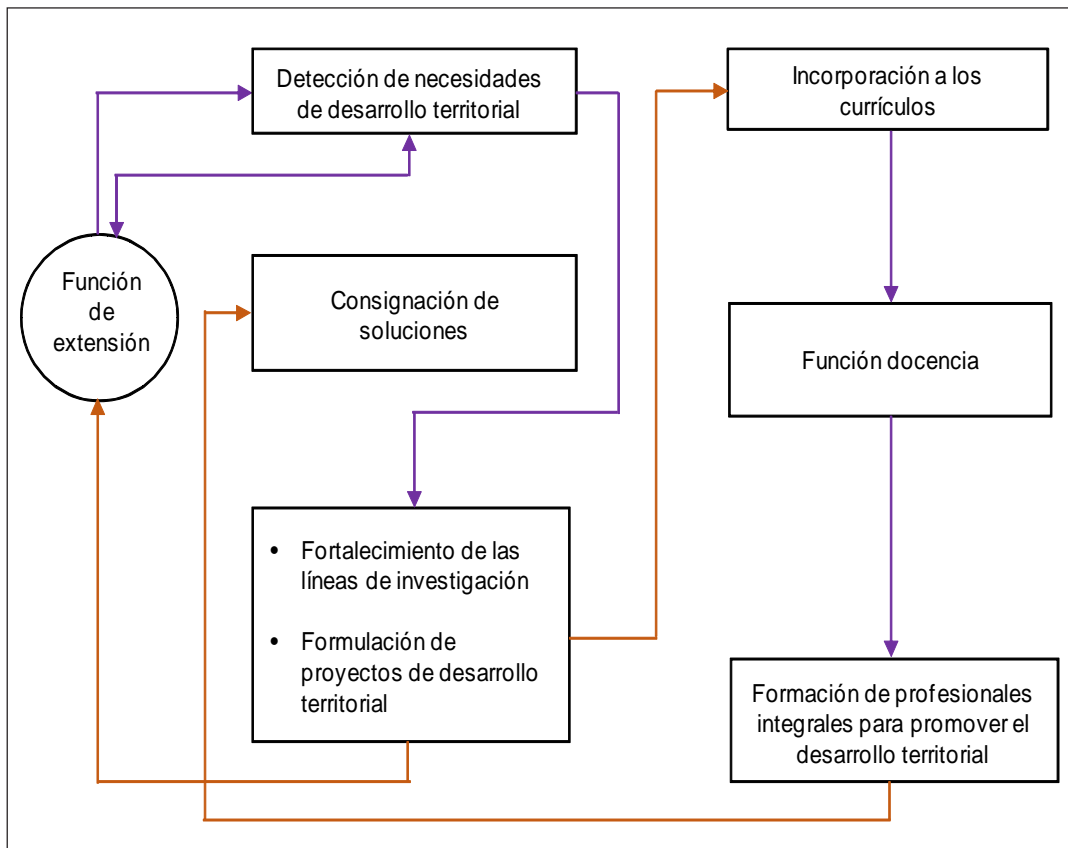 Detección de necesidades
de desarrollo territorial
Incorporación a los
currículos
Función
de
extensión
Consignación de
soluciones
Función docencia
• Fortalecimiento de las
líneas de investigación
• Formulación de
proyectos de desarrollo
territorial
Formación de profesionales
integrales para promover el
desarrollo territorial